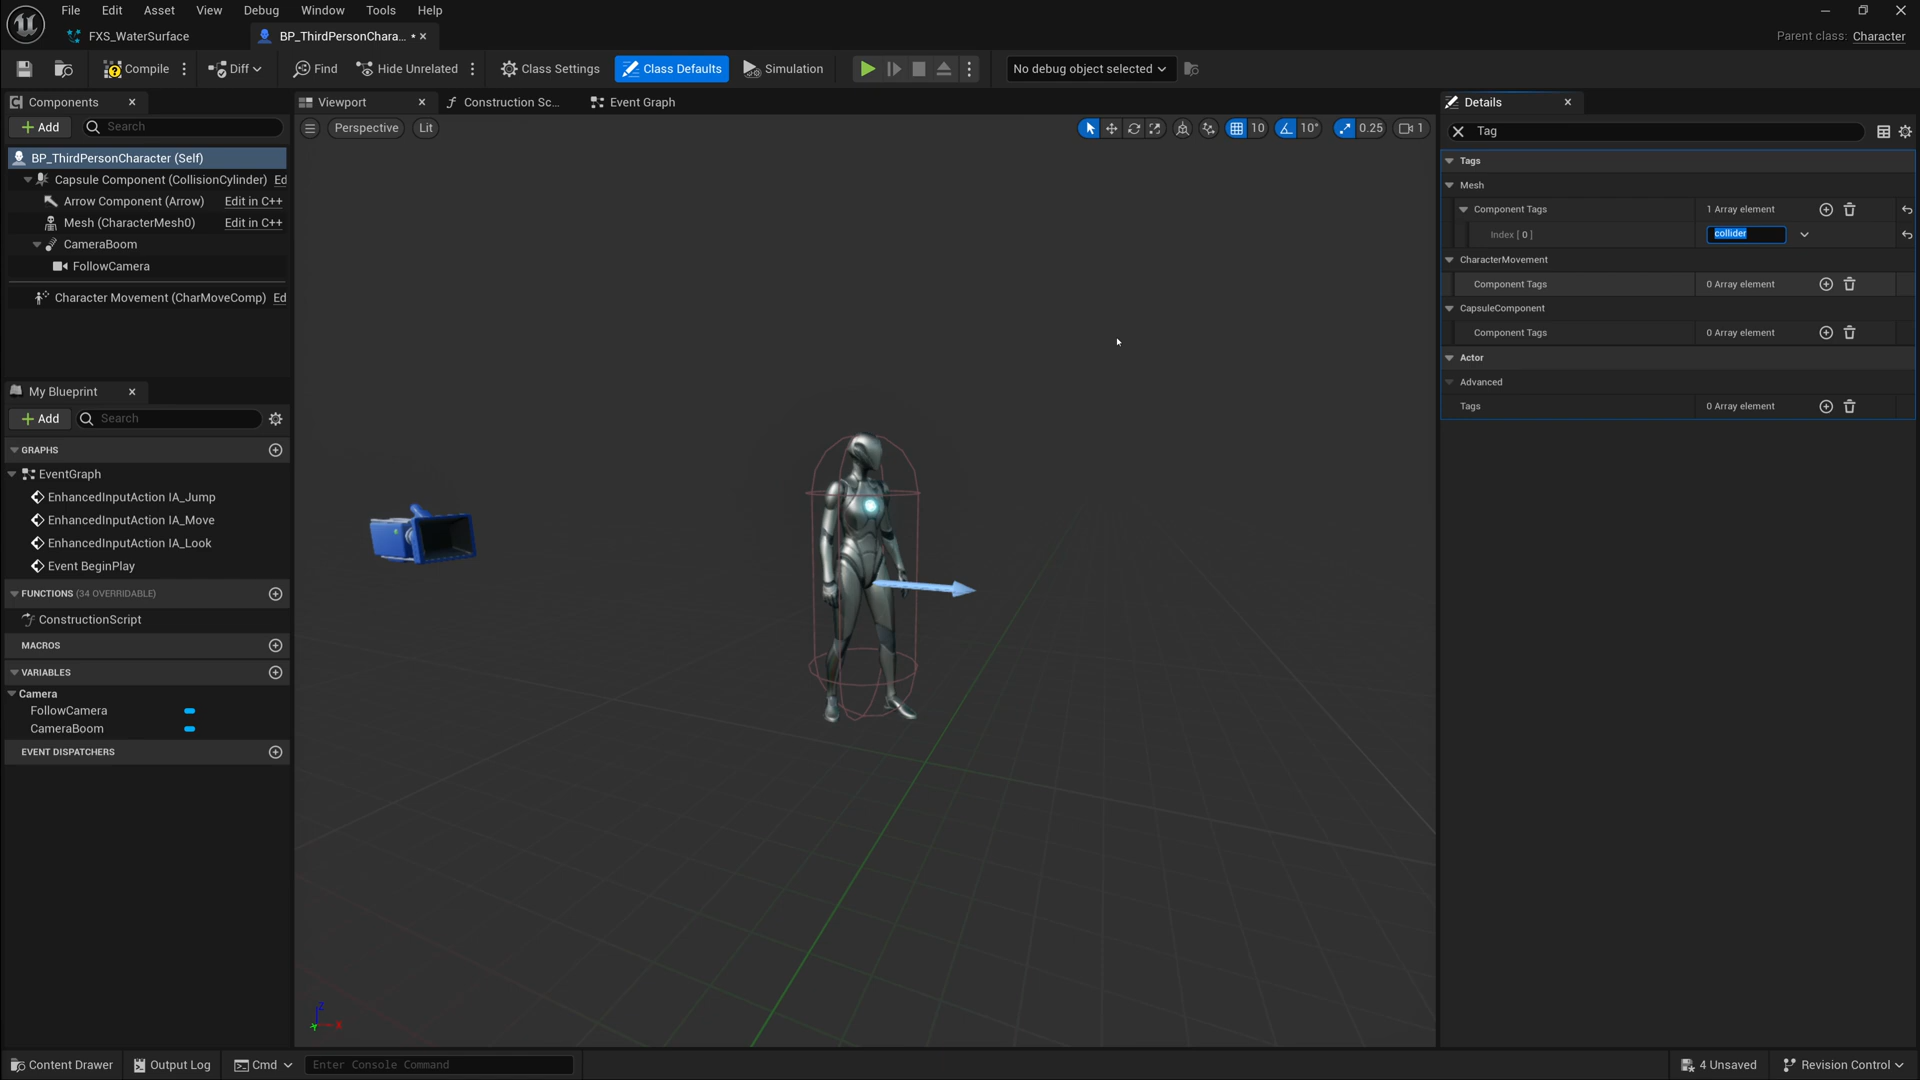 File Edit Asset View Debug Window Tools Help
FXS_WaterSurface
BP_ThirdPersonChara... •
Parent class: Character
Compile
Diff
Find
Hide Unrelated
Class Settings
Class Defaults
Simulation
No debug object selected
Components
Viewport
Construction Sc...
Event Graph
Details
Add
Search
Perspective
Lit
10
10°
0.25
1
Tag
BP_ThirdPersonCharacter (Self)
Capsule Component (CollisionCylinder) Ed
Arrow Component (Arrow) Edit in C++
Mesh (CharacterMesh0) Edit in C++
CameraBoom
FollowCamera
Character Movement (CharMoveComp) Ed
Tags
Mesh
Component Tags 1 Array element
Index [ 0 ] collider
CharacterMovement
Component Tags 0 Array element
CapsuleComponent
Component Tags 0 Array element
Actor
Advanced
Tags 0 Array element
My Blueprint
Add
Search
GRAPHS
EventGraph
EnhancedInputAction IA_Jump
EnhancedInputAction IA_Move
EnhancedInputAction IA_Look
Event BeginPlay
FUNCTIONS (34 OVERRIDABLE)
ConstructionScript
MACROS
VARIABLES
Camera
FollowCamera
CameraBoom
EVENT DISPATCHERS
Z
X
Y
Content Drawer
Output Log
Cmd
Enter Console Command
4 Unsaved
Revision Control